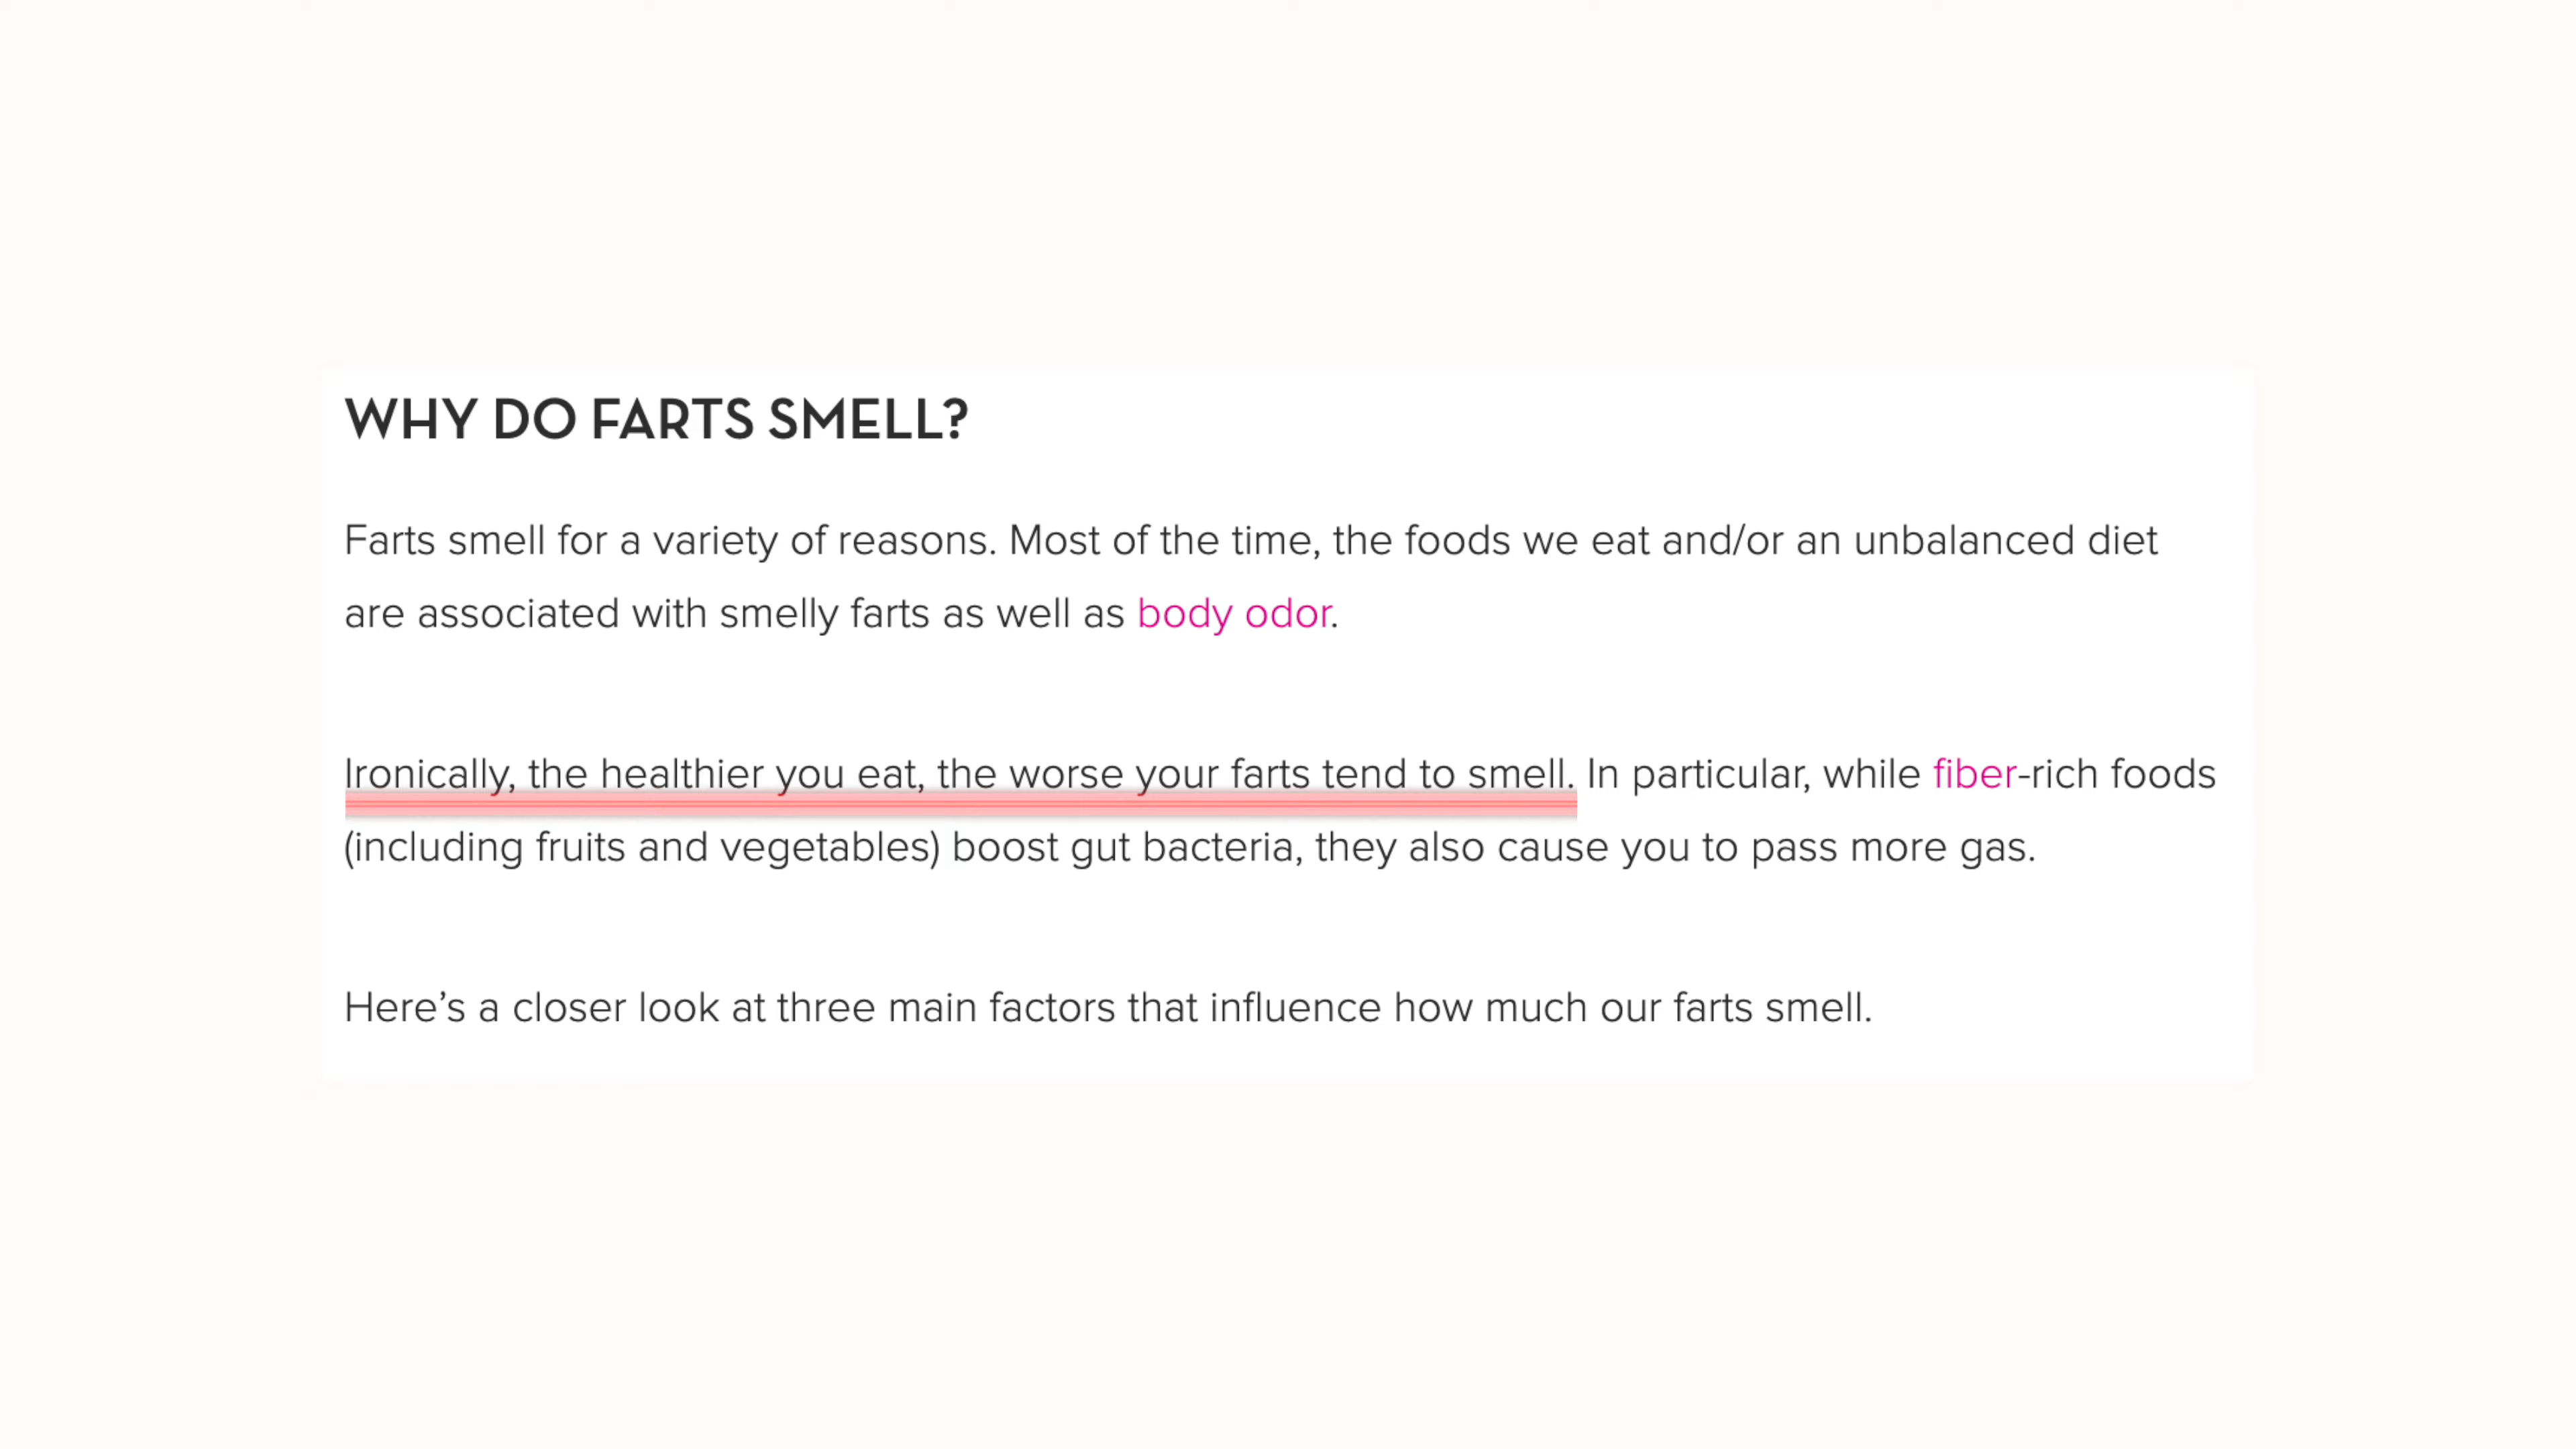 WHY DO FARTS SMELL?
Farts smell for a variety of reasons. Most of the time, the foods we eat and/or an unbalanced diet
are associated with smelly farts as well as body odor.
Ironically, the healthier you eat, the worse your farts tend to smell. In particular, while fiber-rich foods
(including fruits and vegetables) boost gut bacteria, they also cause you to pass more gas.
Here’s a closer look at three main factors that influence how much our farts smell.